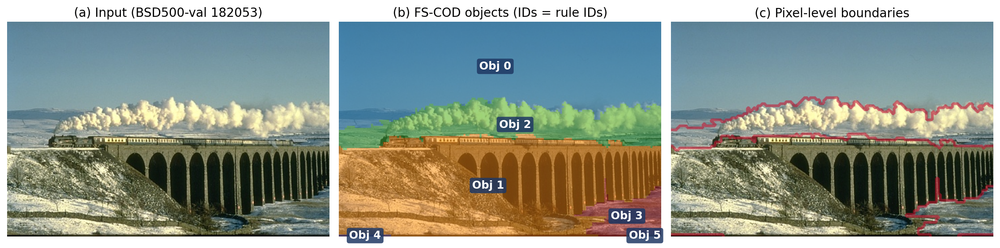 (a) Input (BSD500-val 182053)
(b) FS-COD objects (IDs = rule IDs)
(c) Pixel-level boundaries
Obj 0
Obj 2
Obj 1
Obj 3
Obj 4
Obj 5